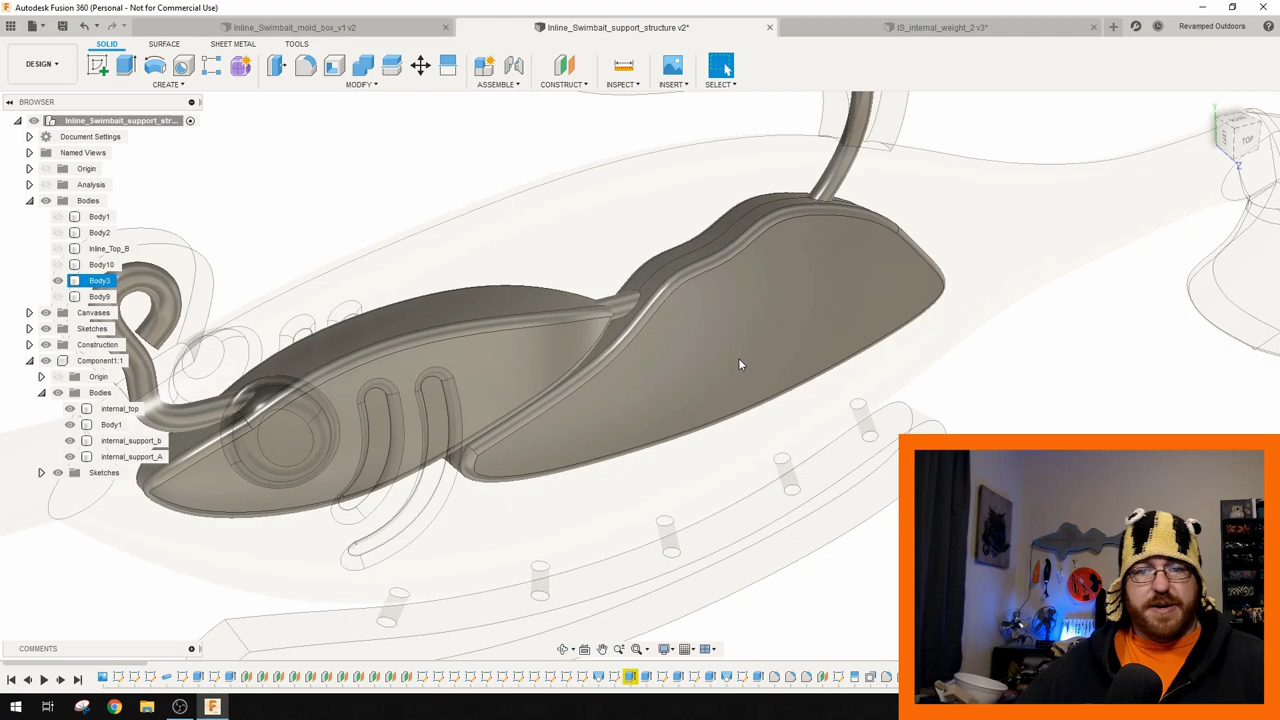 Autodesk Fusion 360 (Personal - Not for Commercial Use)
Inline_Swimbait_mold_box_v1 v2
Inline_Swimbait_support_structure v2*
iS_internal_weight_2 v3*
Revamped Outdoors
DESIGN
SOLID
SURFACE
SHEET METAL
TOOLS
CREATE
MODIFY
ASSEMBLE
CONSTRUCT
INSPECT
INSERT
SELECT
BROWSER
Inline_Swimbait_support_str...
Document Settings
Named Views
Origin
Analysis
Bodies
Body1
Body2
Inline_Top_B
Body10
Body3
Body9
Canvases
Sketches
Construction
Component1:1
Origin
Bodies
internal_top
Body1
internal_support_b
internal_support_A
Sketches
Y
Z
TOP
COMMENTS